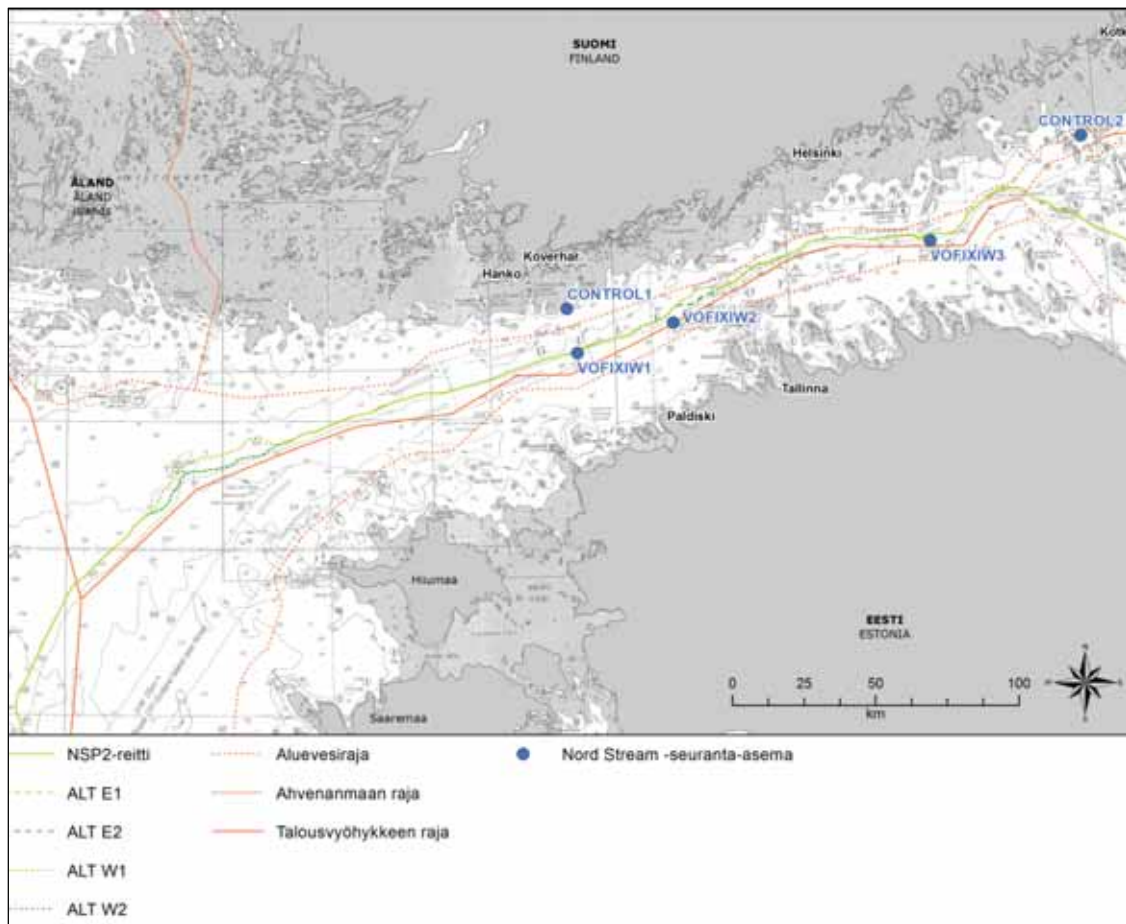 SUOMI
FINLAND
Kotk
CONTROL2
Helsinki
ÅLAND
ÅLAND
Islands
VOFIXIW3
Koverhar
Hanko
CONTROL1
VOFIXIW2
VOFIXIW1
Tallinna
Paldiski
Hiiumaa
EESTI
ESTONIA
0 25 50 100
km
Saaremaa
NSP2-reitti
Aluevesiraja
Nord Stream -seuranta-asema
ALT E1
Ahvenanmaan raja
ALT E2
Talousvyöhykkeen raja
ALT W1
ALT W2